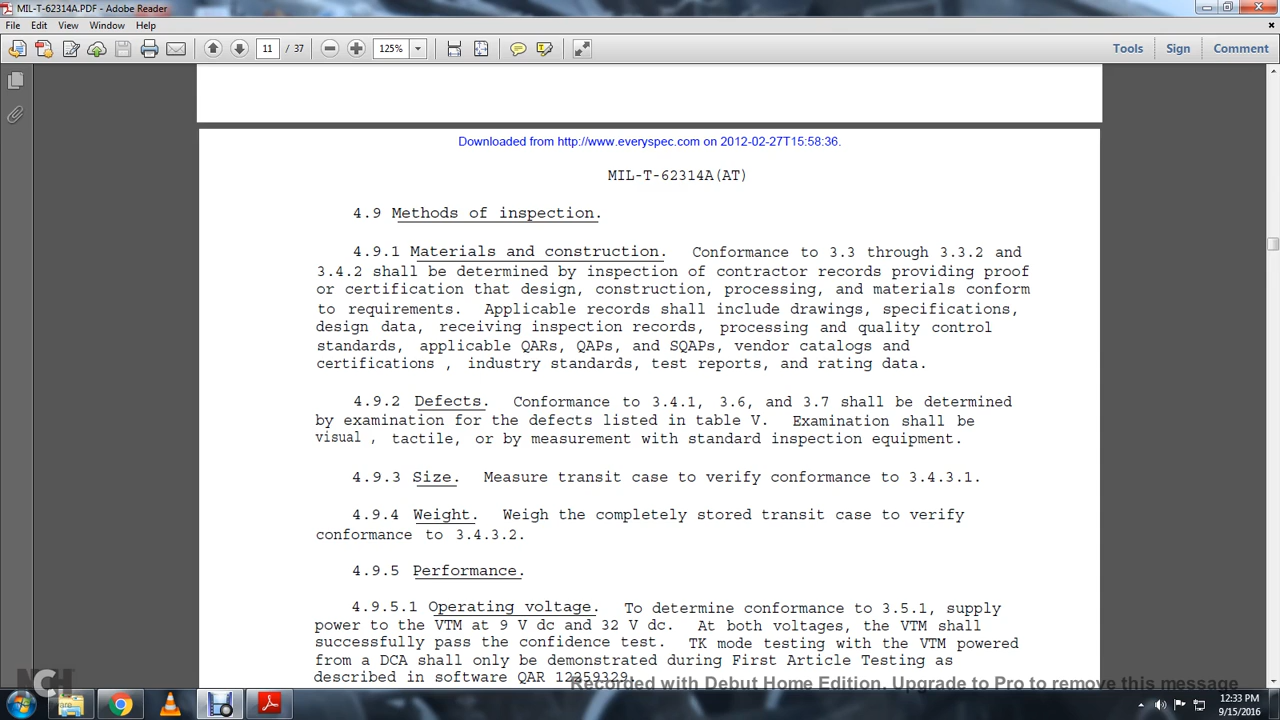 MIL-T-62314A.PDF - Adobe Reader
File Edit View Window Help
11 / 37 125% Tools Sign Comment
Downloaded from http://www.everyspec.com on 2012-02-27T15:58:36.
MIL-T-62314A(AT)
4.9 Methods of inspection.
4.9.1 Materials and construction. Conformance to 3.3 through 3.3.2 and
3.4.2 shall be determined by inspection of contractor records providing proof
or certification that design, construction, processing, and materials conform
to requirements. Applicable records shall include drawings, specifications,
design data, receiving inspection records, processing and quality control
standards, applicable QARs, QAPs, and SQAPs, vendor catalogs and
certifications , industry standards, test reports, and rating data.
4.9.2 Defects. Conformance to 3.4.1, 3.6, and 3.7 shall be determined
by examination for the defects listed in table V. Examination shall be
visual , tactile, or by measurement with standard inspection equipment.
4.9.3 Size. Measure transit case to verify conformance to 3.4.3.1.
4.9.4 Weight. Weigh the completely stored transit case to verify
conformance to 3.4.3.2.
4.9.5 Performance.
4.9.5.1 Operating voltage. To determine conformance to 3.5.1, supply
power to the VTM at 9 V dc and 32 V dc. At both voltages, the VTM shall
successfully pass the confidence test. TK mode testing with the VTM powered
from a DCA shall only be demonstrated during First Article Testing as
described in software QAR 12259329.
Recorded with Debut Home Edition. Upgrade to Pro to remove this message
NCH
12:33 PM
9/15/2016